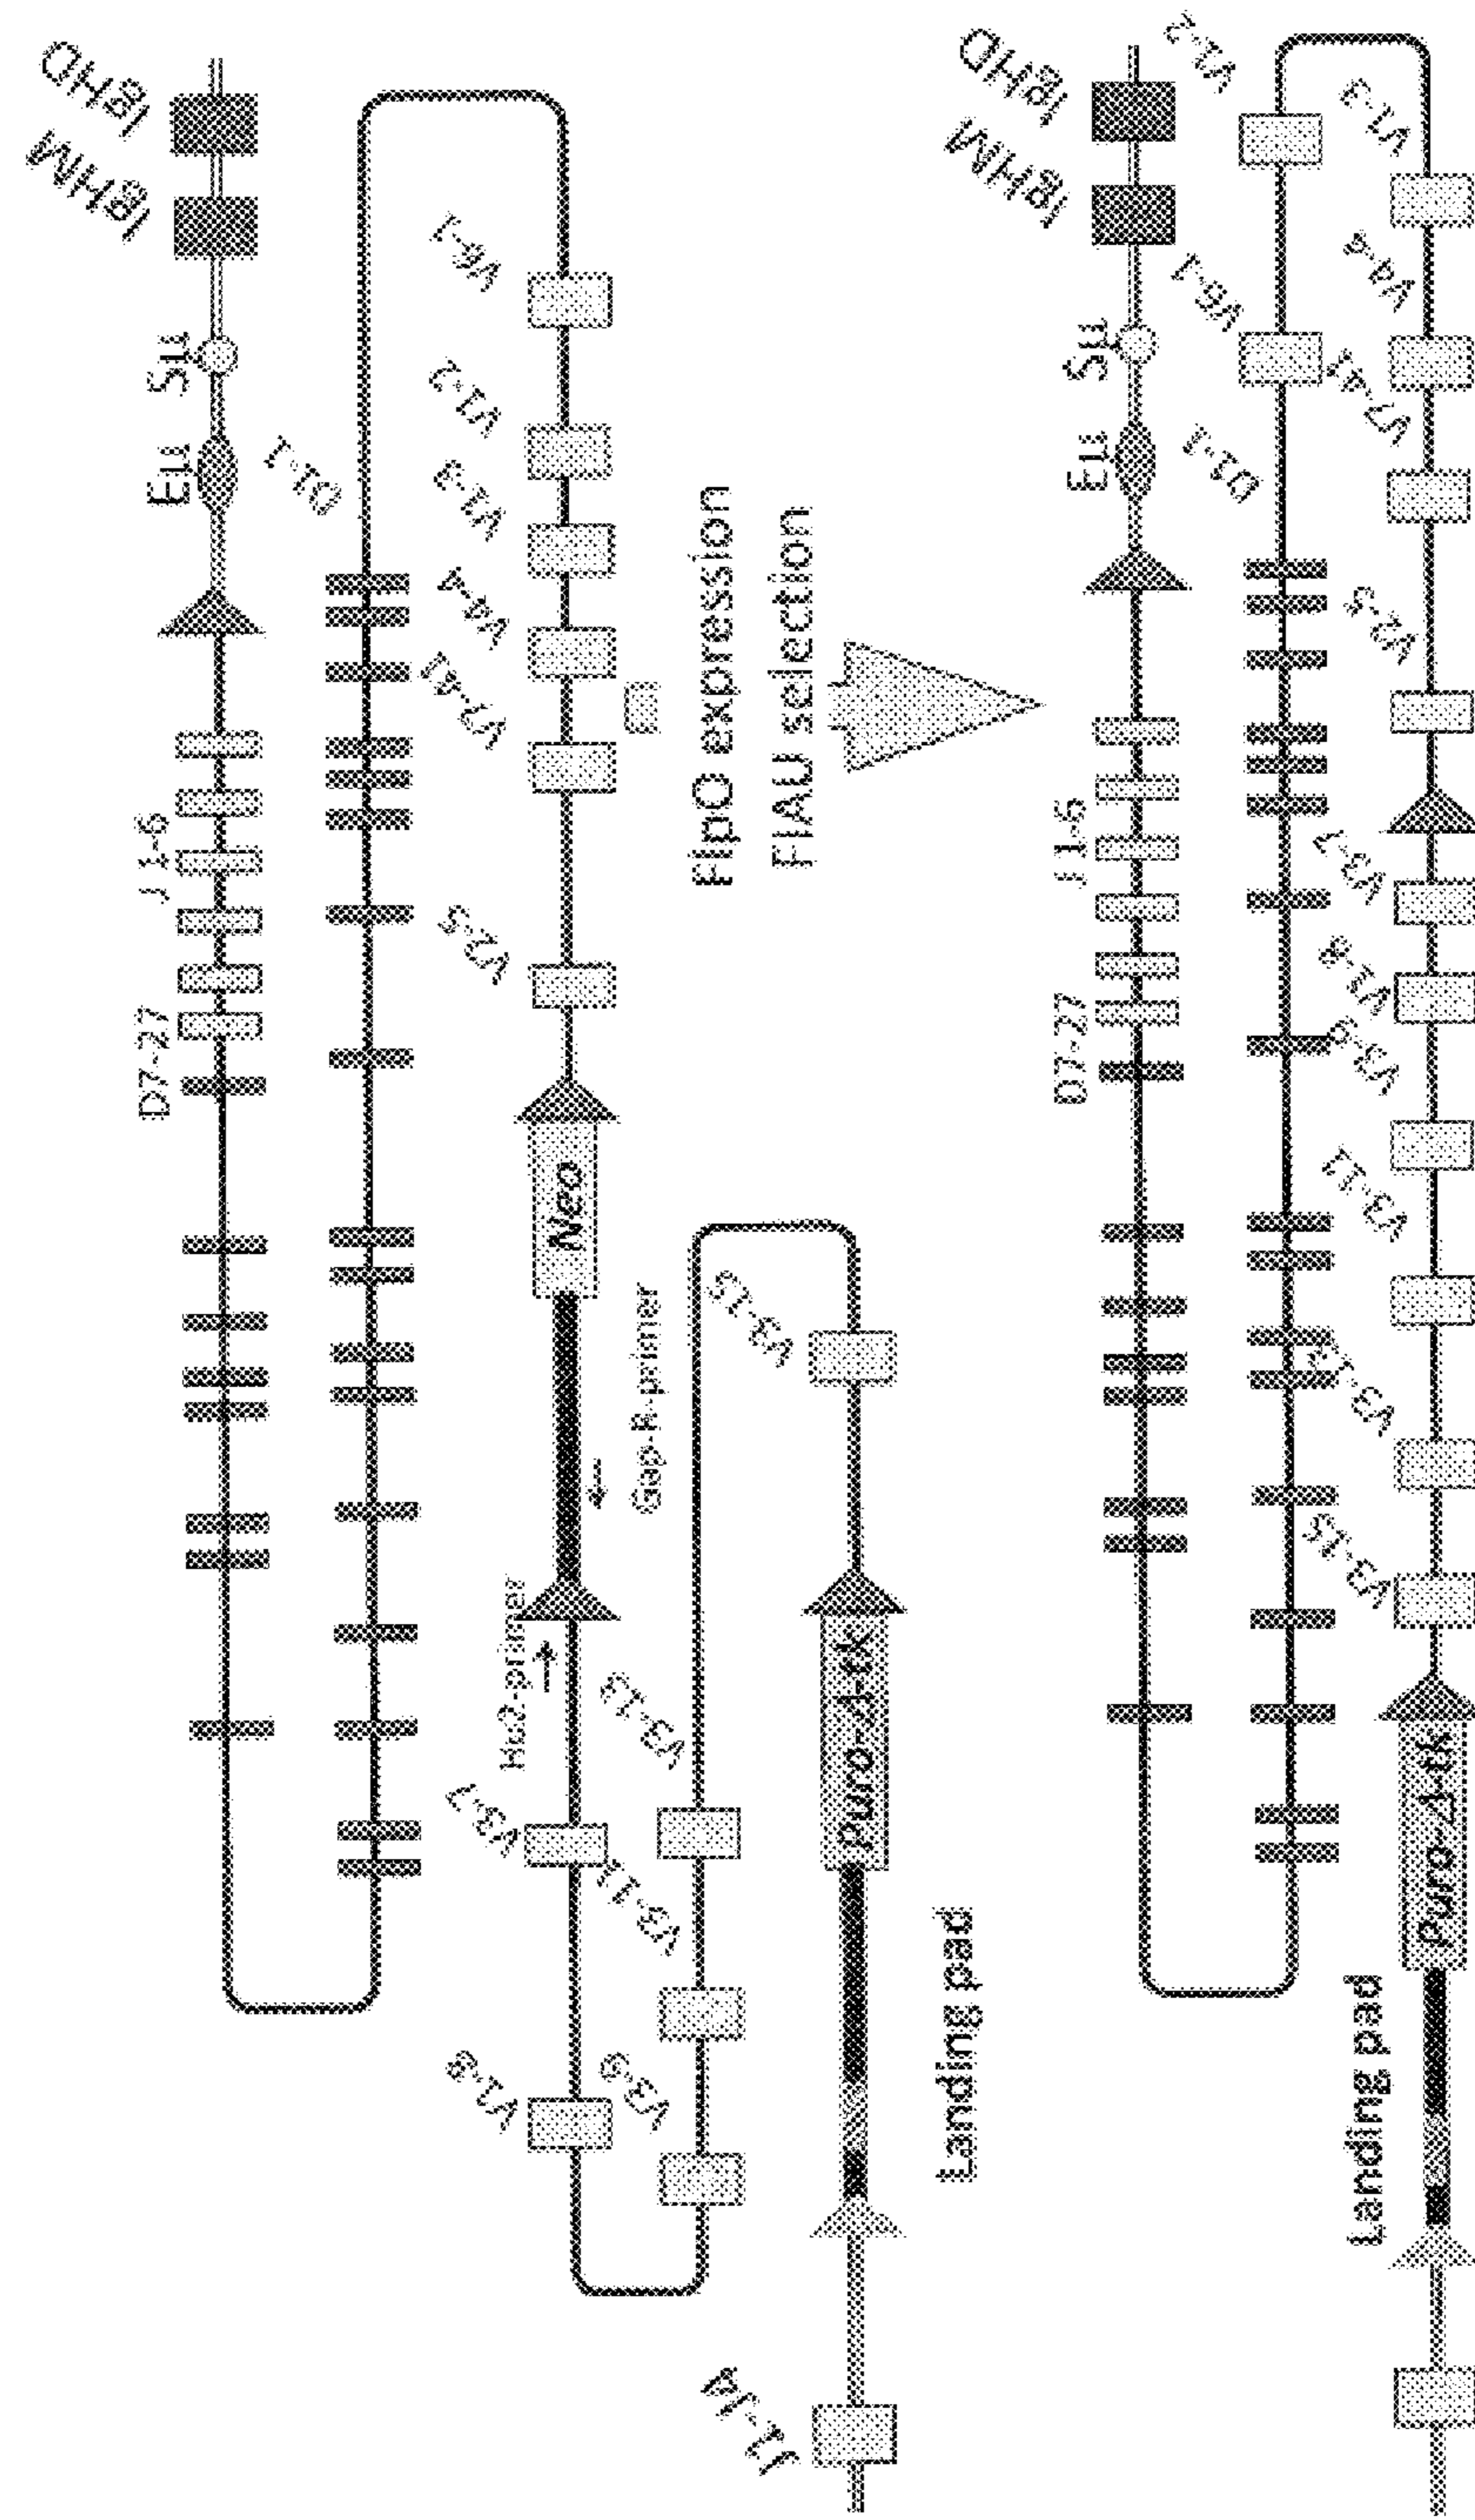 IgHM
IgHD
Eμ
Sμ
D7-27
J 1-6
D1-1
V2-5
V7-41
V4-4
V1-3
V1-2
V6-1
Neo
Hu2-primer
Gap-R-primer
V1-8
V3-7
V3-9
V3-11
V3-13
V3-15
J1-J4
Puro-Δ-tK
Landing pad
FlpO expression
FIAU selection
IgHM
IgHD
Eμ
Sμ
D7-27
J 1-6
D1-1
V6-1
V1-2
V3-15
V3-13
V3-11
V3-9
V1-8
V3-7
V2-5
V7-41
V4-4
V1-3
Landing pad
Puro-Δ-tK